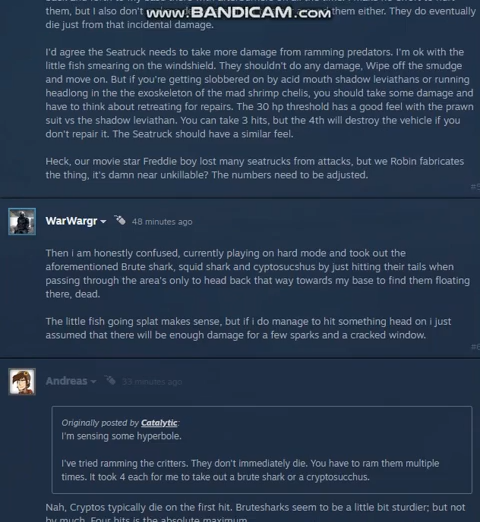 www.BANDICAM.com
them, but i also don't them either. They do eventually
die just from that incidental damage.
I'd agree the Seatruck needs to take more damage from ramming predators. I'm ok with the
little fish smearing on the windshield. They shouldn't do any damage, Wipe off the smudge
and move on. But if you're getting slobbered on by acid mouth shadow leviathans or running
headlong in the the exoskeleton of the mad shrimp chelis, you should take some damage and
have to think about retreating for repairs. The 30 hp threshold has a good feel with the prawn
suit vs the shadow leviathan. You can take 3 hits, but the 4th will destroy the vehicle if you
don't repair it. The Seatruck should have a similar feel.
Heck, our movie star Freddie boy lost many seatrucks from attacks, but we Robin fabricates
the thing, it's damn near unkillable? The numbers need to be adjusted.
WarWargr 48 minutes ago
Then i am honestly confused, currently playing on hard mode and took out the
aforementioned Brute shark, squid shark and cyptosucshus by just hitting their tails when
passing through the area's only to head back that way towards my base to find them floating
there, dead.
The little fish going splat makes sense, but if i do manage to hit something head on i just
assumed that there will be enough damage for a few sparks and a cracked window.
Andreas 33 minutes ago
Originally posted by Catalytic:
I'm sensing some hyperbole.
I've tried ramming the critters. They don't immediately die. You have to ram them multiple
times. It took 4 each for me to take out a brute shark or a cryptosucchus.
Nah, Cryptos typically die on the first hit. Brutesharks seem to be a little bit sturdier; but not
by much. Four hits is the absolute maximum.